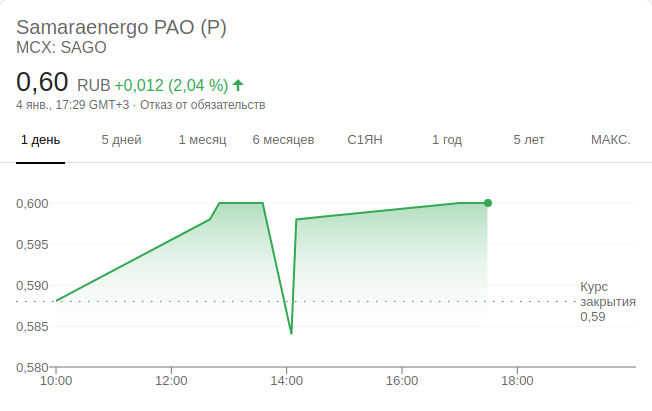 Samaraenergo PAO (P)
MCX: SAGO
0,60 RUB +0,012 (2,04 %)
4 янв., 17:29 GMT+3 · Отказ от обязательств
1 день 5 дней 1 месяц 6 месяцев С1ЯН 1 год 5 лет МАКС.
0,600
0,595
0,590
0,585
0,580
Курс
закрытия
0,59
10:00 12:00 14:00 16:00 18:00